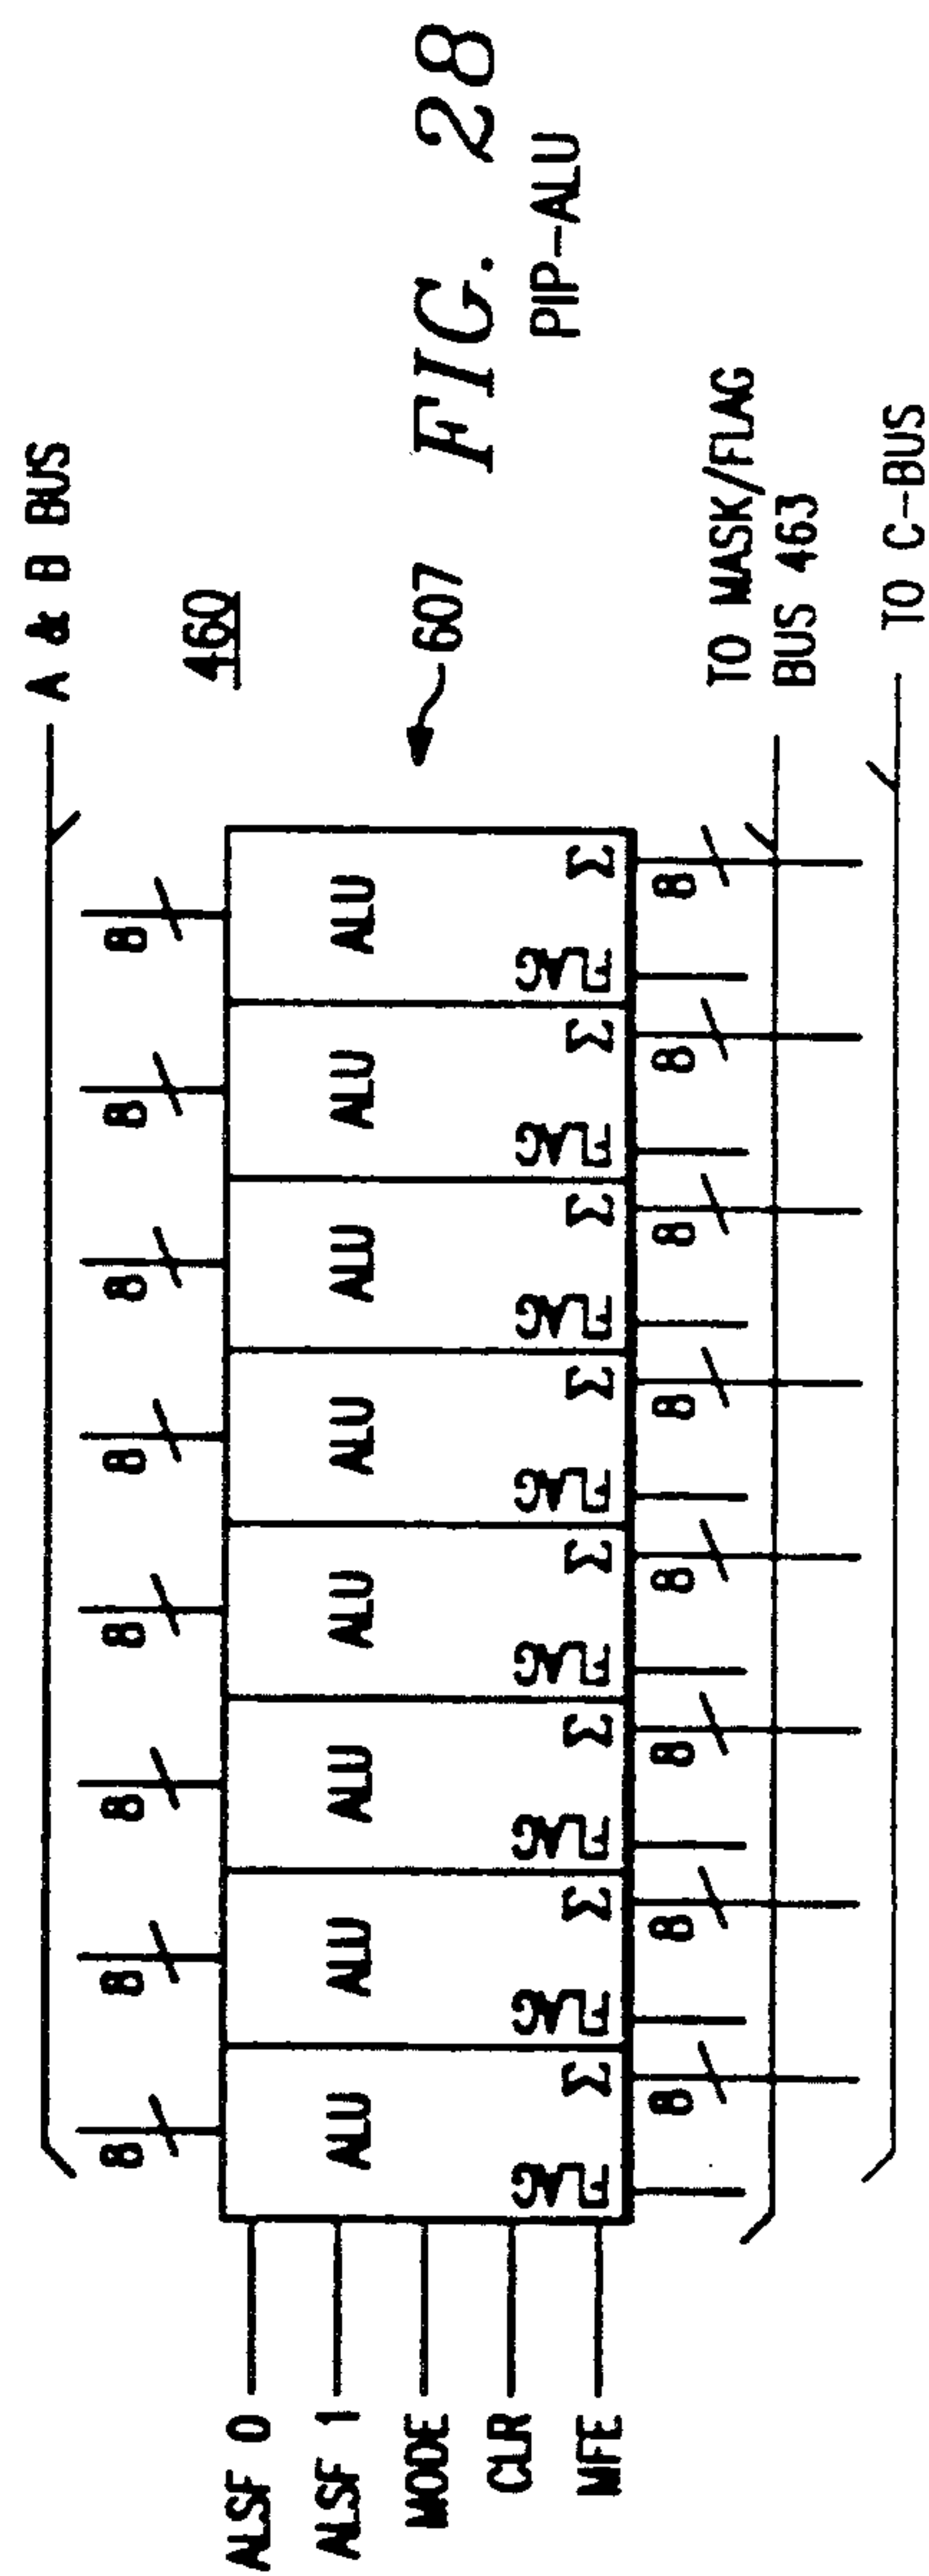 A & B BUS
460
607
FIG. 28
PIP-ALU
8 8 8 8 8 8 8 8
ALSF 0
ALSF 1
MODE
CLR
MFE
ALU ALU ALU ALU ALU ALU ALU ALU
FLAG Σ FLAG Σ FLAG Σ FLAG Σ FLAG Σ FLAG Σ FLAG Σ FLAG Σ
8 8 8 8 8 8 8 8
TO MASK/FLAG
BUS 463
TO C-BUS